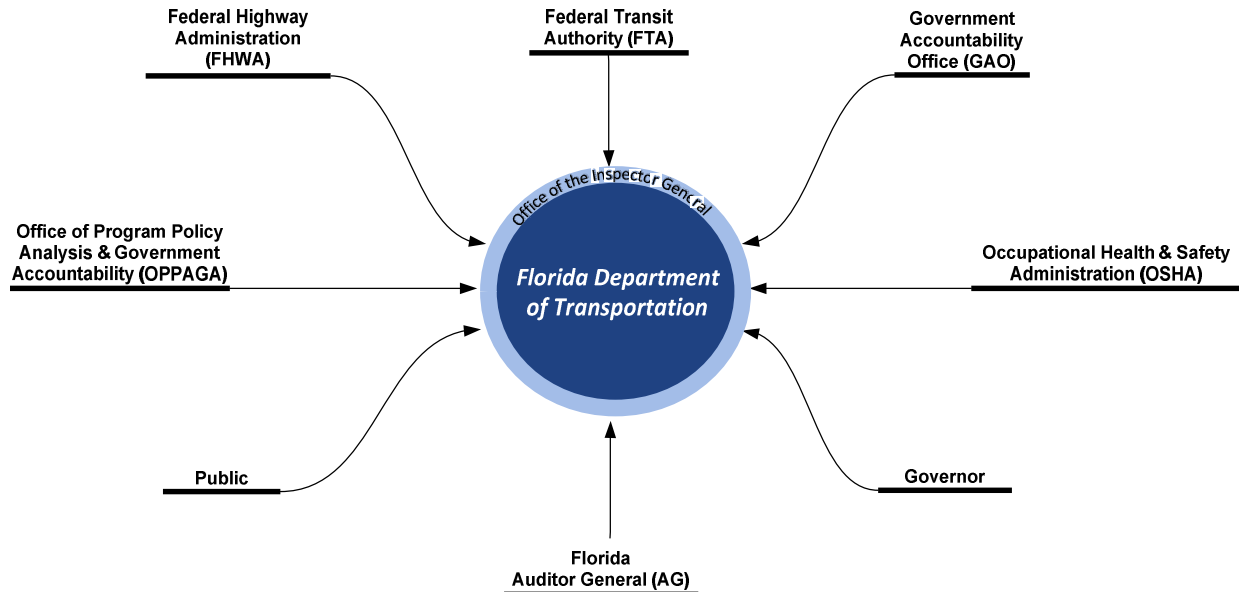 Federal Highway
Administration
(FHWA)
Federal Transit
Authority (FTA)
Government
Accountability
Office (GAO)
Office of the Inspector General
Office of Program Policy
Analysis & Government
Accountability (OPPAGA)
Florida Department
of Transportation
Occupational Health & Safety
Administration (OSHA)
Public
Governor
Florida
Auditor General (AG)